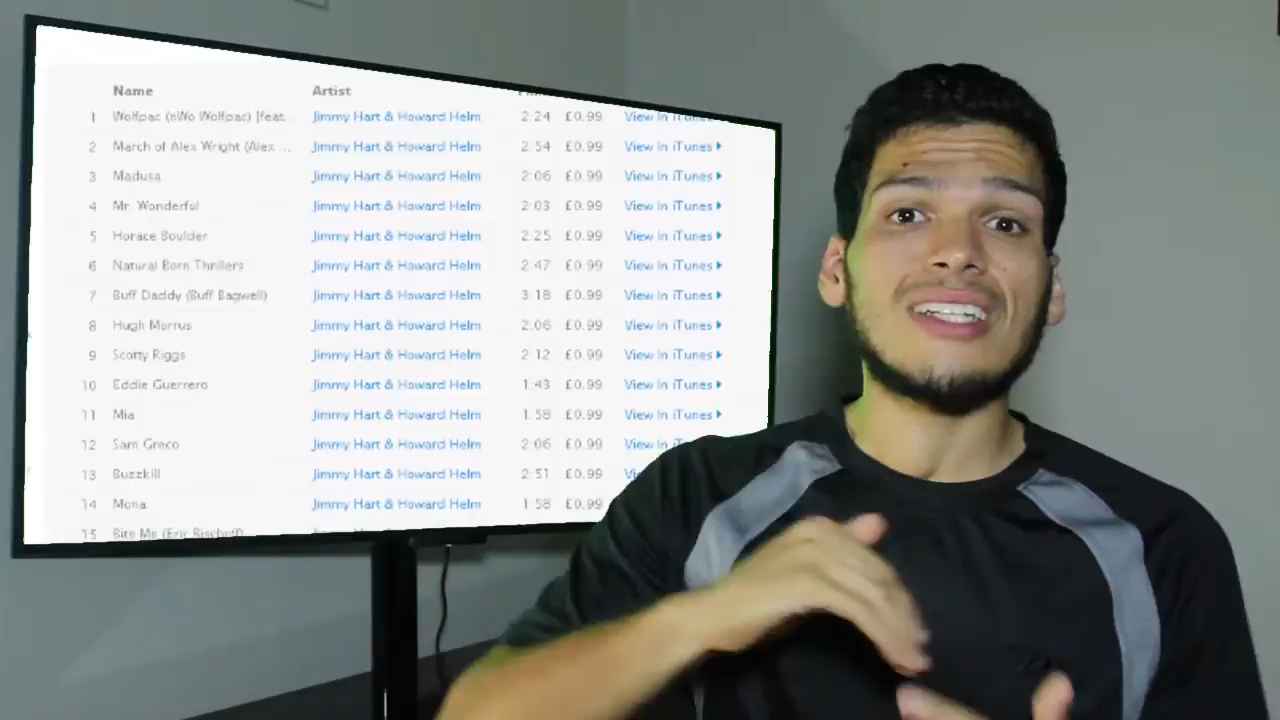 Name Artist
1 Wolfpac (nWo Wolfpac) [feat... Jimmy Hart & Howard Helm 2:24 £0.99 View In iTunes
2 March of Alex Wright (Alex ... Jimmy Hart & Howard Helm 2:54 £0.99 View In iTunes
3 Madusa Jimmy Hart & Howard Helm 2:06 £0.99 View In iTunes
4 Mr. Wonderful Jimmy Hart & Howard Helm 2:03 £0.99 View In iTunes
5 Horace Boulder Jimmy Hart & Howard Helm 2:25 £0.99 View In iTunes
6 Natural Born Thrillers Jimmy Hart & Howard Helm 2:47 £0.99 View In iTunes
7 Buff Daddy (Buff Bagwell) Jimmy Hart & Howard Helm 3:18 £0.99 View In iTunes
8 Hugh Morrus Jimmy Hart & Howard Helm 2:06 £0.99 View In iTunes
9 Scotty Riggs Jimmy Hart & Howard Helm 2:12 £0.99 View In iTunes
10 Eddie Guerrero Jimmy Hart & Howard Helm 1:43 £0.99 View In iTunes
11 Mia Jimmy Hart & Howard Helm 1:58 £0.99 View In iTunes
12 Sam Greco Jimmy Hart & Howard Helm 2:06 £0.99 View In iTunes
13 Buzzkill Jimmy Hart & Howard Helm 2:51 £0.99
14 Mona Jimmy Hart & Howard Helm 1:58 £0.99
15 Bite Me (Eric Bischoff)